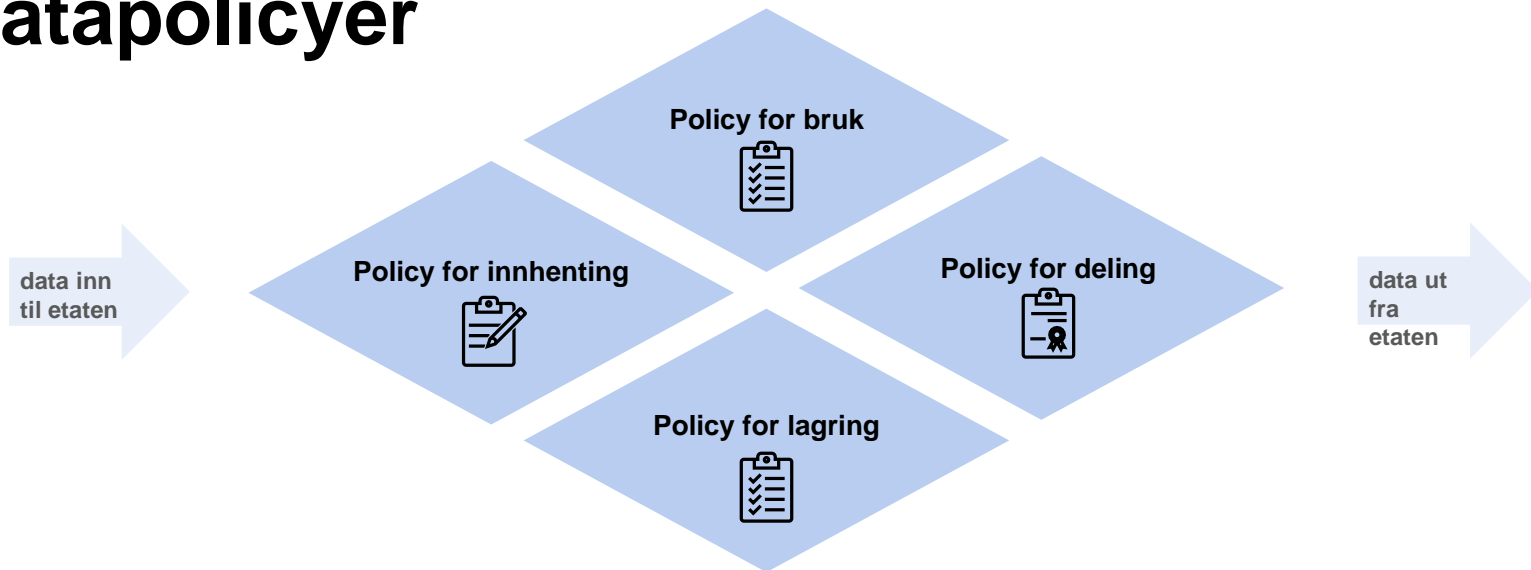 atapolicyer
Policy for bruk
data inn
til etaten
Policy for innhenting
Policy for deling
data ut
fra
etaten
Policy for lagring